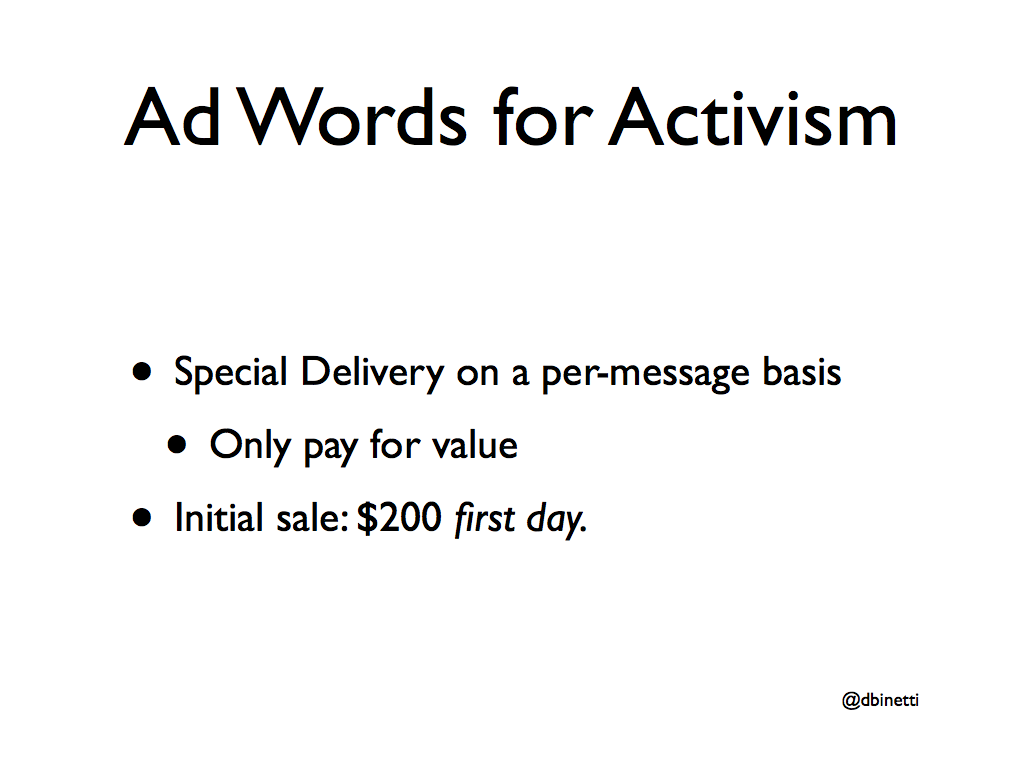 Ad Words for Activism
• Special Delivery on a per-message basis
• Only pay for value
• Initial sale: $200 first day.
@dbinetti